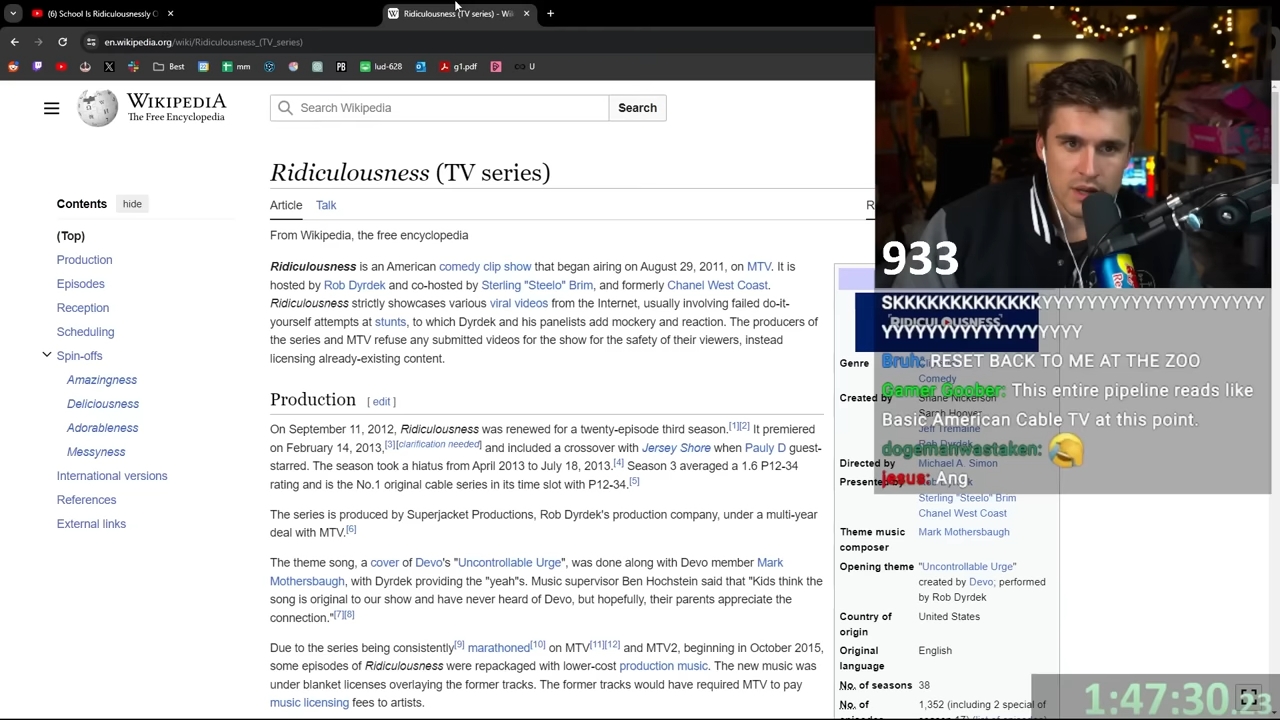 (6) School Is Ridiculousnessly C
Ridiculousness (TV series) - Wi
en.wikipedia.org/wiki/Ridiculousness_(TV_series)
Best
mm
PB
lud-628
g1.pdf
U
WIKIPEDIA
The Free Encyclopedia
Search Wikipedia
Search
Contents hide
(Top)
Production
Episodes
Reception
Scheduling
Spin-offs
Amazingness
Deliciousness
Adorableness
Messyness
International versions
References
External links
Ridiculousness (TV series)
Article Talk
R
From Wikipedia, the free encyclopedia
Ridiculousness is an American comedy clip show that began airing on August 29, 2011, on MTV. It is
hosted by Rob Dyrdek and co-hosted by Sterling "Steelo" Brim, and formerly Chanel West Coast.
Ridiculousness strictly showcases various viral videos from the Internet, usually involving failed do-it-
yourself attempts at stunts, to which Dyrdek and his panelists add mockery and reaction. The producers of
the series and MTV refuse any submitted videos for the show for the safety of their viewers, instead
licensing already-existing content.
Production [ edit ]
On September 11, 2012, Ridiculousness was renewed for a twenty-episode third season.[1][2] It premiered
on February 14, 2013,[3][clarification needed] and included a crossover with Jersey Shore when Pauly D guest-
starred. The season took a hiatus from April 2013 to July 18, 2013.[4] Season 3 averaged a 1.6 P12-34
rating and is the No.1 original cable series in its time slot with P12-34.[5]
The series is produced by Superjacket Productions, Rob Dyrdek's production company, under a multi-year
deal with MTV.[6]
The theme song, a cover of Devo's "Uncontrollable Urge", was done along with Devo member Mark
Mothersbaugh, with Dyrdek providing the "yeah"s. Music supervisor Ben Hochstein said that "Kids think the
song is original to our show and have never heard of Devo, but hopefully, their parents appreciate the
connection."[7][8]
Due to the series being consistently[9] marathoned[10] on MTV[11][12] and MTV2, beginning in October 2015,
some episodes of Ridiculousness were repackaged with lower-cost production music. The new music was
under blanket licenses overlaying the former tracks. The former tracks would have required MTV to pay
music licensing fees to artists.
933
SKKKKKKKKKKKKYYYYYYYYYYYYYYYYYYY
YYYYYYYYYYYYYYYYY
Bruh: RESET BACK TO ME AT THE ZOO
Gamer Goober: This entire pipeline reads like
Basic American Cable TV at this point.
dogemanwastaken:
jesus: Ang
RIDICULOUSNESS
Genre
Comedy
Created by Shane Nickerson
Sarah Hoover
Jeff Tremaine
Rob Dyrdek
Directed by Michael A. Simon
Presented by Rob Dyrdek
Sterling "Steelo" Brim
Chanel West Coast
Theme music Mark Mothersbaugh
composer
Opening theme "Uncontrollable Urge"
created by Devo; performed
by Rob Dyrdek
Country of United States
origin
Original English
language
No. of seasons 38
No. of 1,352 (including 2 special of
1:47:30.23